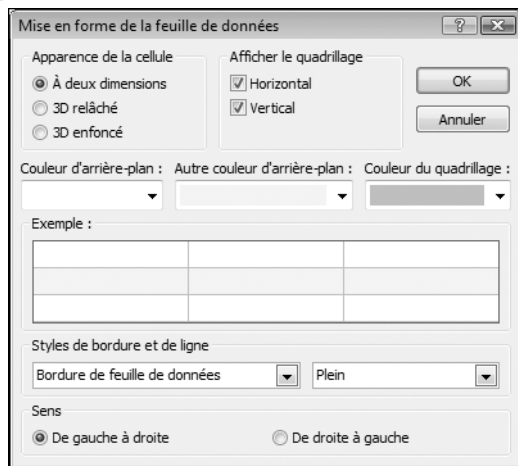 Mise en forme de la feuille de données
Apparence de la cellule
À deux dimensions
3D relâché
3D enfoncé
Afficher le quadrillage
Horizontal
Vertical
OK
Annuler
Couleur d'arrière-plan :
Autre couleur d'arrière-plan :
Couleur du quadrillage :
Exemple :
Styles de bordure et de ligne
Bordure de feuille de données
Plein
Sens
De gauche à droite
De droite à gauche